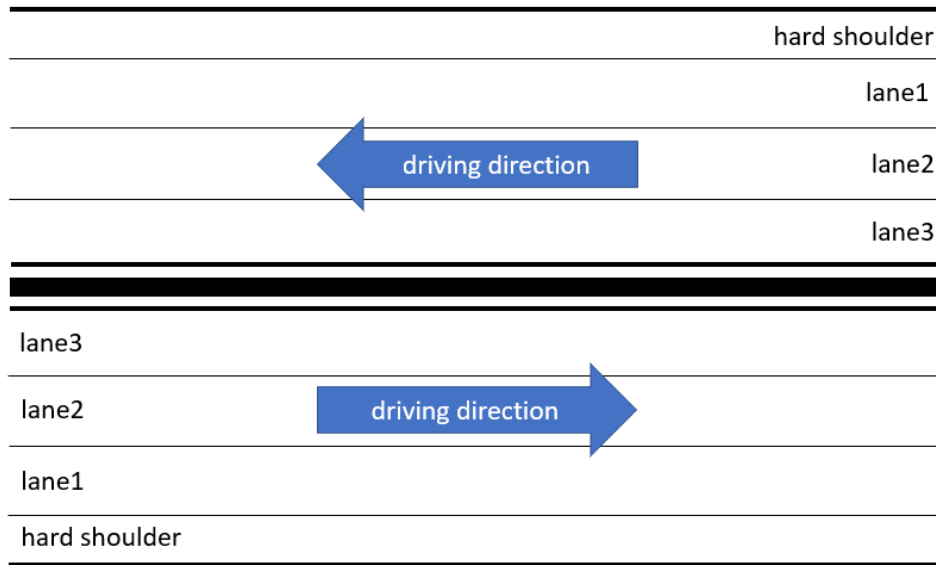 hard shoulder
lane1
driving direction
lane2
lane3
lane3
lane2
driving direction
lane1
hard shoulder